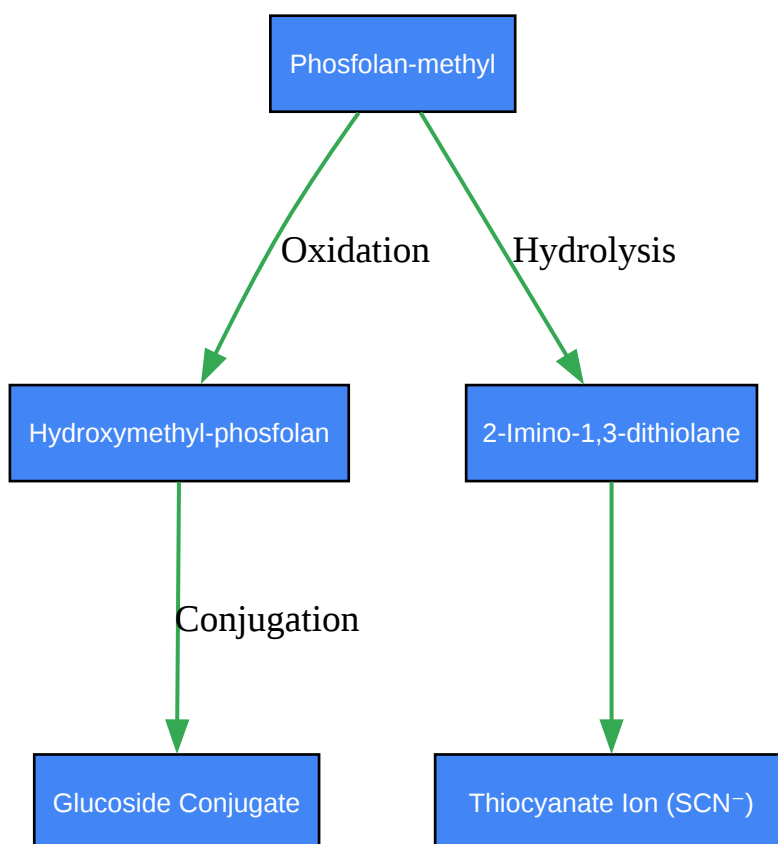 Phosfolan-methyl
Oxidation
Hydrolysis
Hydroxymethyl-phosfolan
2-Imino-1,3-dithiolane
Conjugation
Glucoside Conjugate
Thiocyanate Ion (SCN⁻)